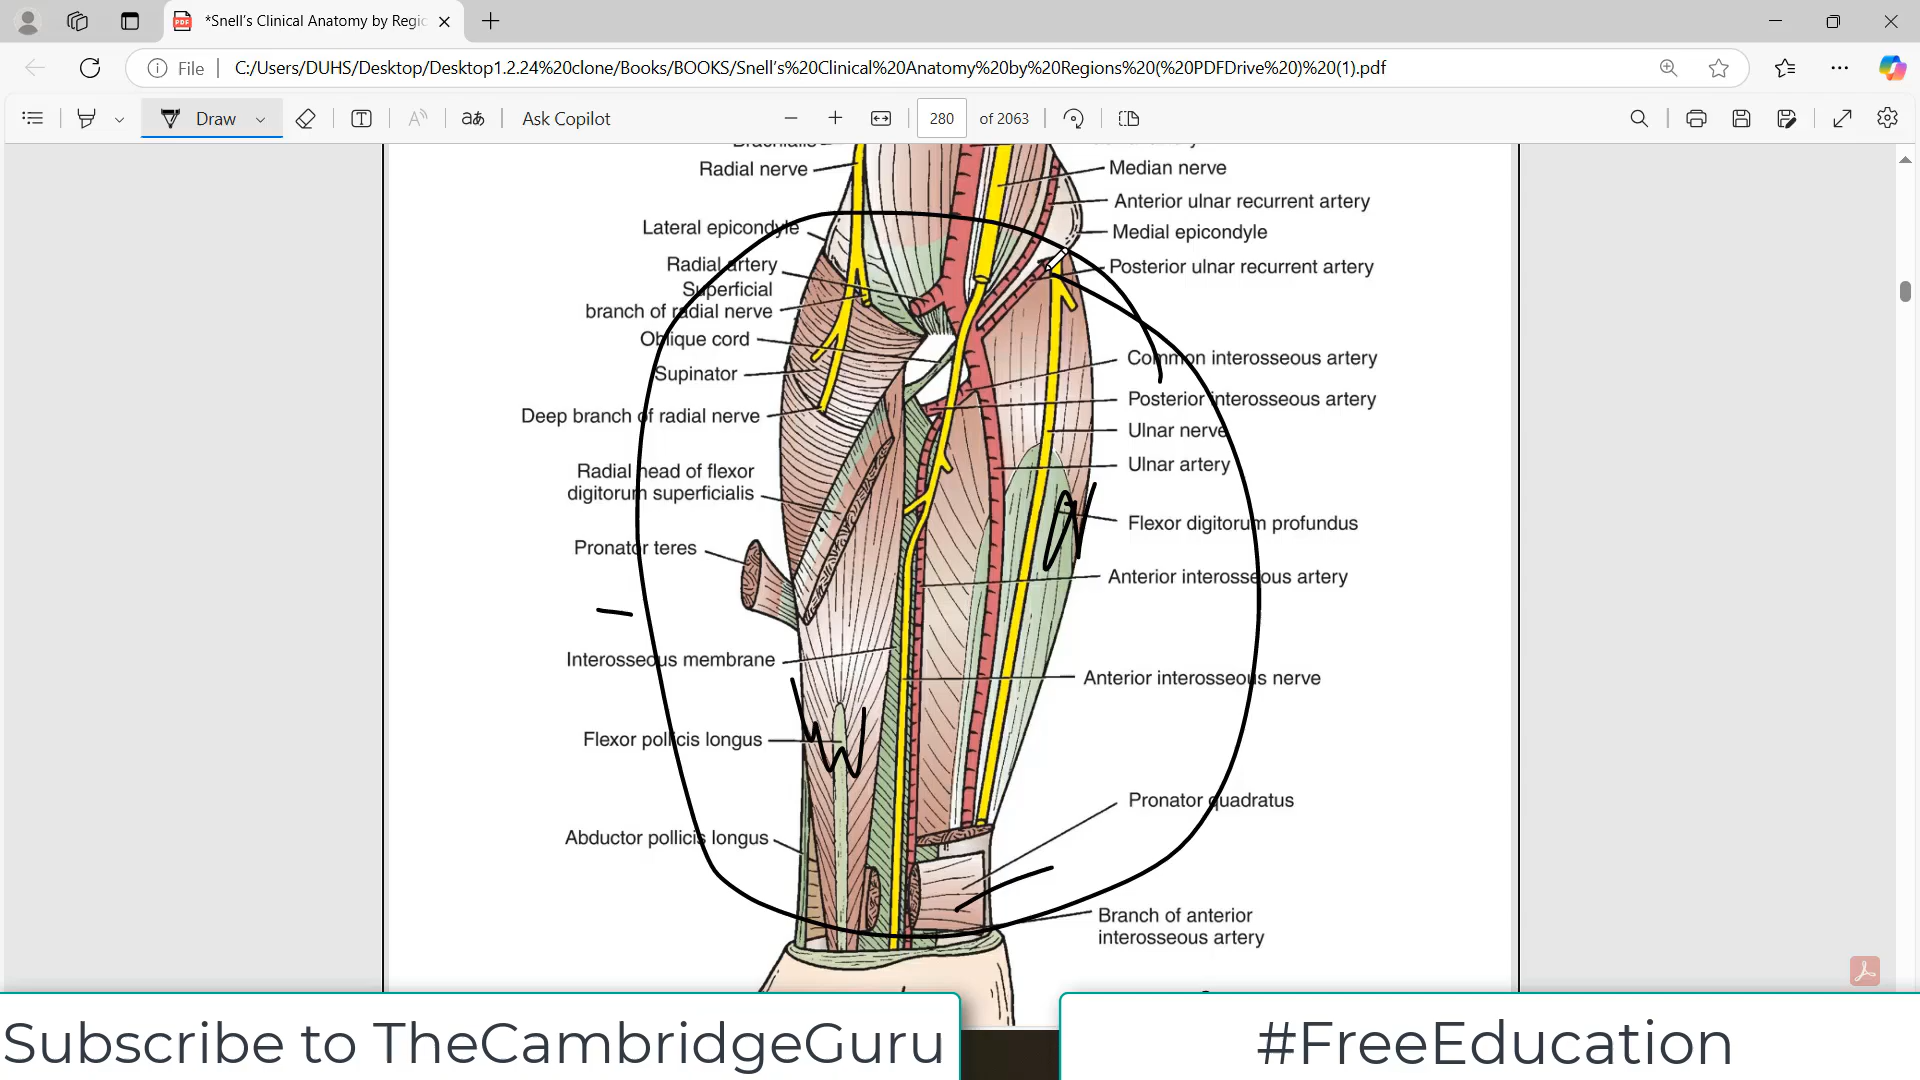 *Snell's Clinical Anatomy by Regic
File
C:/Users/DUHS/Desktop/Desktop1.2.24%20clone/Books/BOOKS/Snell's%20Clinical%20Anatomy%20by%20Regions%20(%20PDFDrive%20)%20(1).pdf
Draw
Ask Copilot
280 of 2063
Radial nerve
Median nerve
Anterior ulnar recurrent artery
Lateral epicondyle
Medial epicondyle
Radial artery
Posterior ulnar recurrent artery
Superficial
branch of radial nerve
Oblique cord
Common interosseous artery
Supinator
Posterior interosseous artery
Deep branch of radial nerve
Ulnar nerve
Ulnar artery
Radial head of flexor
digitorum superficialis
Flexor digitorum profundus
Pronator teres
Anterior interosseous artery
Interosseous membrane
Anterior interosseous nerve
Flexor pollicis longus
Pronator quadratus
Abductor pollicis longus
Branch of anterior
interosseous artery
Subscribe to TheCambridgeGuru
#FreeEducation